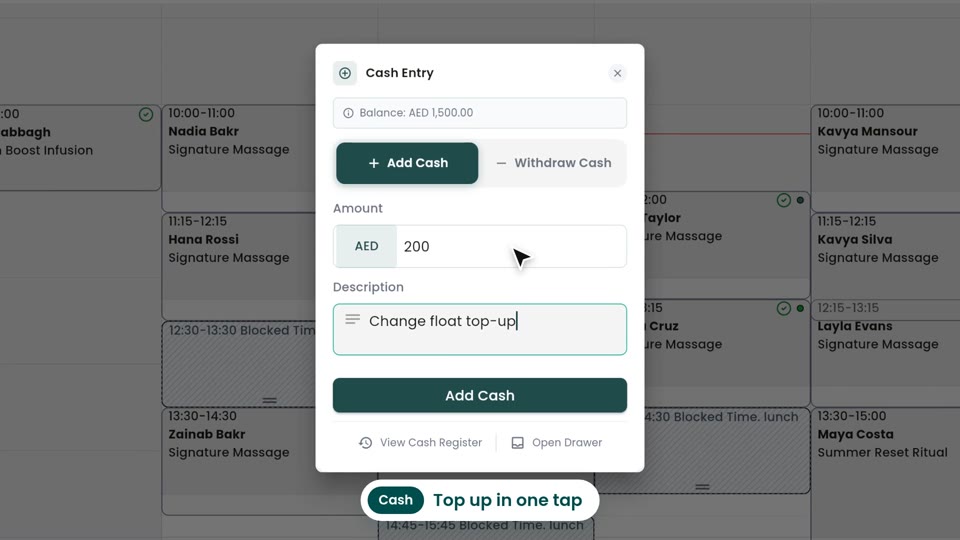 Cash Entry
Balance: AED 1,500.00
Add Cash
Withdraw Cash
Amount
AED 200
Description
Change float top-up
Add Cash
View Cash Register
Open Drawer
Cash Top up in one tap
:00
abbagh
Boost Infusion
10:00-11:00
Nadia Bakr
Signature Massage
11:15-12:15
Hana Rossi
Signature Massage
12:30-13:30 Blocked Tim
13:30-14:30
Zainab Bakr
Signature Massage
14:45-15:45 Blocked Time. lunch
2:00
Taylor
ure Massage
3:15
Cruz
ure Massage
4:30 Blocked Time. lunch
10:00-11:00
Kavya Mansour
Signature Massage
11:15-12:15
Kavya Silva
Signature Massage
12:15-13:15
Layla Evans
Signature Massage
13:30-15:00
Maya Costa
Summer Reset Ritual